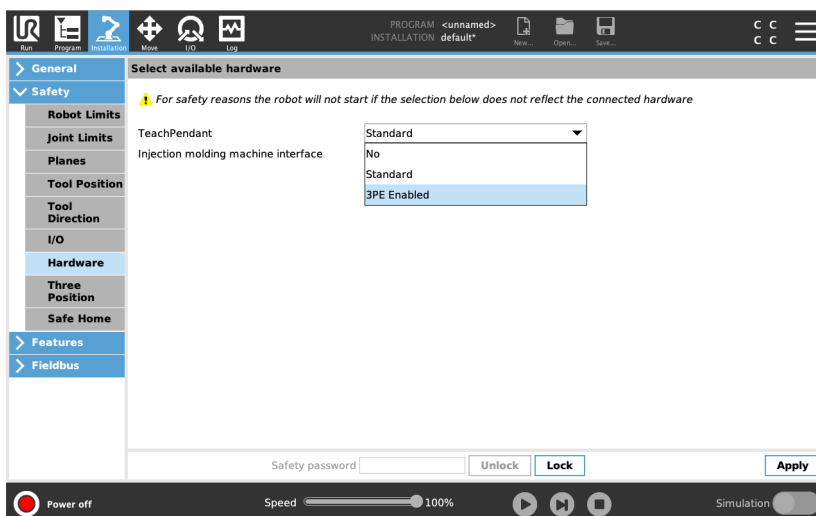 UR
Run
Program
Installation
Move
I/O
Log
PROGRAM <unnamed>
INSTALLATION default*
New...
Open...
Save...
C C
C C
General
Safety
Robot Limits
Joint Limits
Planes
Tool Position
Tool
Direction
I/O
Hardware
Three
Position
Safe Home
Features
Fieldbus
Select available hardware
For safety reasons the robot will not start if the selection below does not reflect the connected hardware
TeachPendant
Standard
Injection molding machine interface
No
Standard
3PE Enabled
Safety password
Unlock
Lock
Apply
Power off
Speed
100%
Simulation